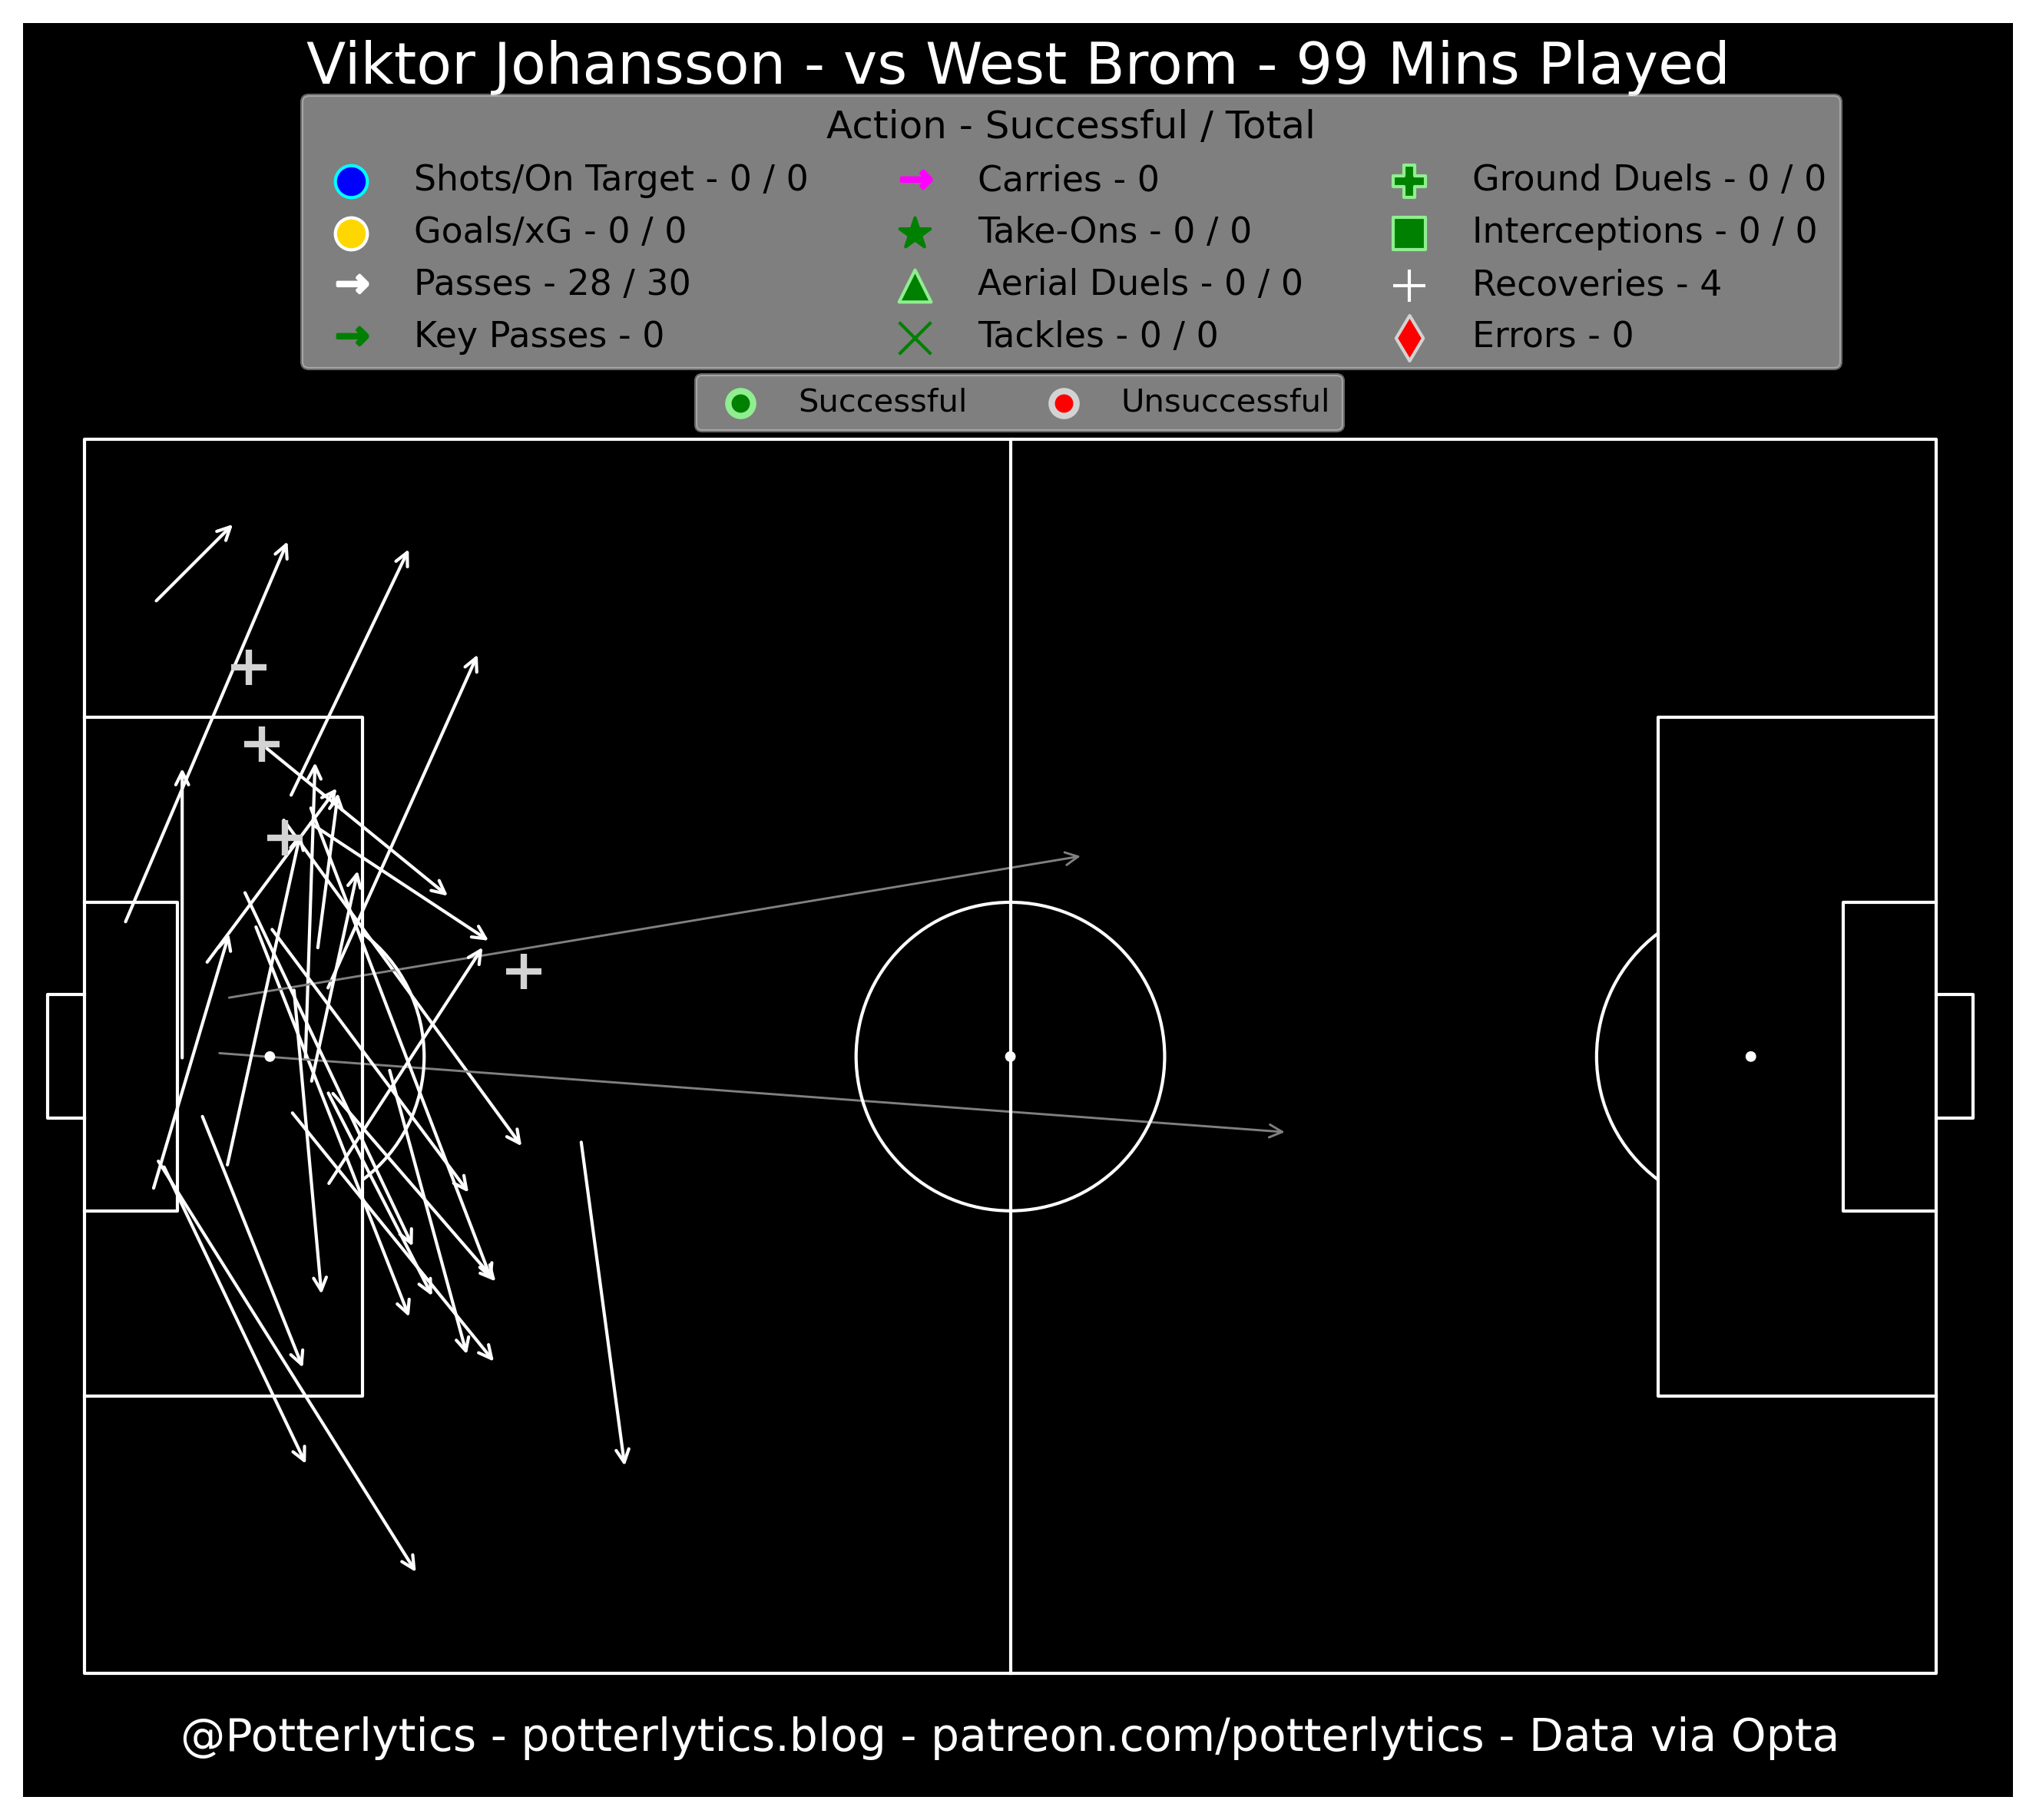 Viktor Johansson - vs West Brom - 99 Mins Played
Action - Successful / Total
Shots/On Target - 0 / 0
Goals/xG - 0 / 0
Passes - 28 / 30
Key Passes - 0
Carries - 0
Take-Ons - 0 / 0
Aerial Duels - 0 / 0
Tackles - 0 / 0
Ground Duels - 0 / 0
Interceptions - 0 / 0
Recoveries - 4
Errors - 0
Successful
Unsuccessful
@Potterlytics - potterlytics.blog - patreon.com/potterlytics - Data via Opta